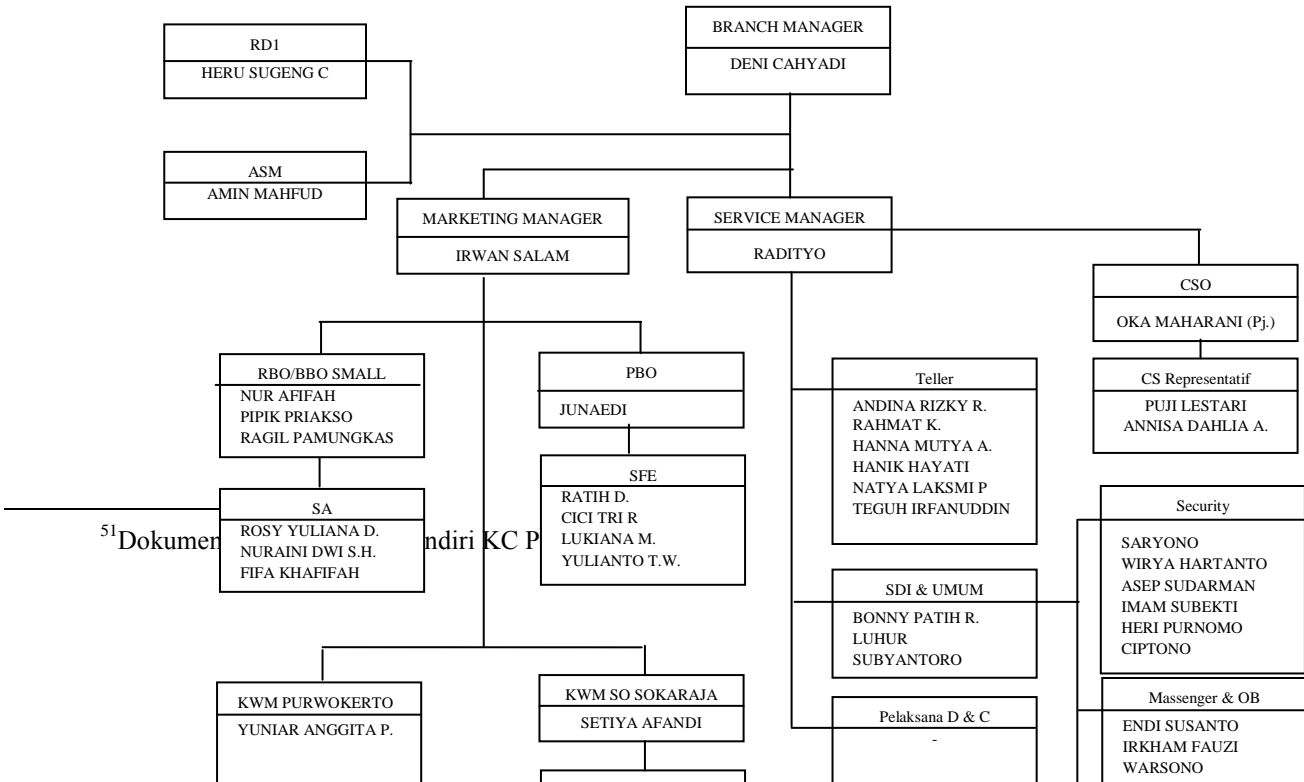 BRANCH MANAGER
DENI CAHYADI
RD1
HERU SUGENG C
ASM
AMIN MAHFUD
MARKETING MANAGER
IRWAN SALAM
SERVICE MANAGER
RADITYO
CSO
OKA MAHARANI (Pj.)
CS Representatif
PUJI LESTARI
ANNISA DAHLIA A.
RBO/BBO SMALL
NUR AFIFAH
PIPIK PRIAKSO
RAGIL PAMUNGKAS
PBO
JUNAEDI
Teller
ANDINA RIZKY R.
RAHMAT K.
HANNA MUTYA A.
HANIK HAYATI
NATYA LAKSMI P
TEGUH IRFANUDDIN
SA
ROSY YULIANA D.
NURAINI DWI S.H.
FIFA KHAFIFAH
SFE
RATIH D.
CICI TRI R
LUKIANA M.
YULIANTO T.W.
51Dokumen ndiri KC P
Security
SARYONO
WIRYA HARTANTO
ASEP SUDARMAN
IMAM SUBEKTI
HERI PURNOMO
CIPTONO
SDI & UMUM
BONNY PATIH R.
LUHUR
SUBYANTORO
KWM PURWOKERTO
YUNIAR ANGGITA P.
KWM SO SOKARAJA
SETIYA AFANDI
Pelaksana D & C
-
Massenger & OB
ENDI SUSANTO
IRKHAM FAUZI
WARSONO